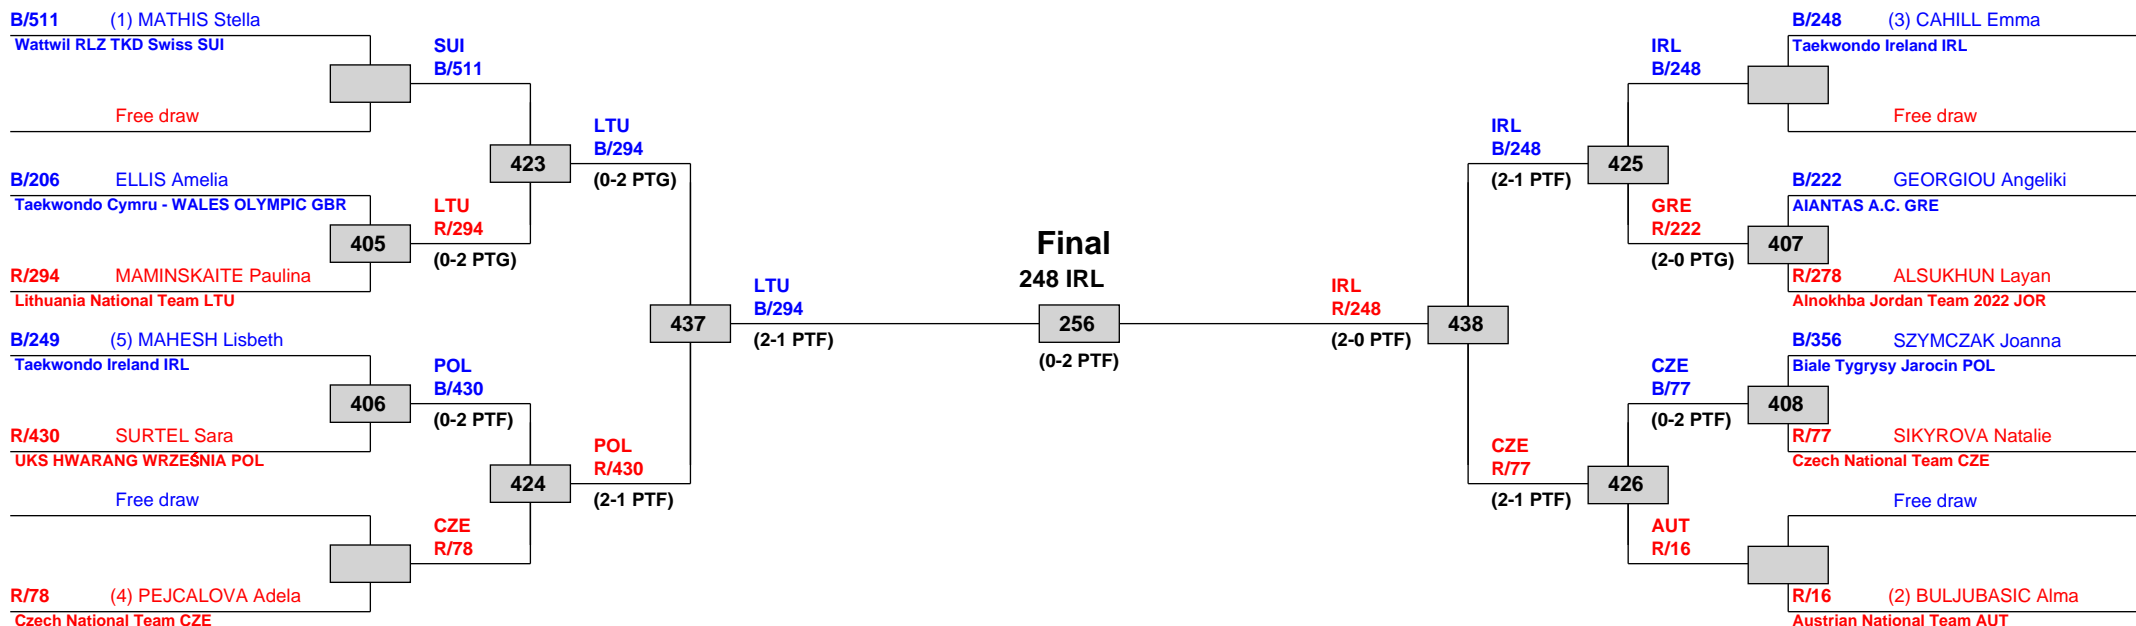 B/511 (1) MATHIS Stella
Wattwil RLZ TKD Swiss SUI
Free draw
B/206 ELLIS Amelia
Taekwondo Cymru - WALES OLYMPIC GBR
R/294 MAMINSKAITE Paulina
Lithuania National Team LTU
B/249 (5) MAHESH Lisbeth
Taekwondo Ireland IRL
R/430 SURTEL Sara
UKS HWARANG WRZEŚNIA POL
Free draw
R/78 (4) PEJCALOVA Adela
Czech National Team CZE
405
406
SUI
B/511
LTU
R/294
(0-2 PTG)
POL
B/430
(0-2 PTF)
CZE
R/78
423
424
LTU
B/294
(0-2 PTG)
POL
R/430
(2-1 PTF)
437
LTU
B/294
(2-1 PTF)
Final
248 IRL
256
(0-2 PTF)
IRL
R/248
(2-0 PTF)
438
IRL
B/248
(2-1 PTF)
CZE
R/77
(2-1 PTF)
425
426
IRL
B/248
GRE
R/222
(2-0 PTG)
CZE
B/77
(0-2 PTF)
AUT
R/16
407
408
B/248 (3) CAHILL Emma
Taekwondo Ireland IRL
Free draw
B/222 GEORGIOU Angeliki
AIANTAS A.C. GRE
R/278 ALSUKHUN Layan
Alnokhba Jordan Team 2022 JOR
B/356 SZYMCZAK Joanna
Biale Tygrysy Jarocin POL
R/77 SIKYROVA Natalie
Czech National Team CZE
Free draw
R/16 (2) BULJUBASIC Alma
Austrian National Team AUT